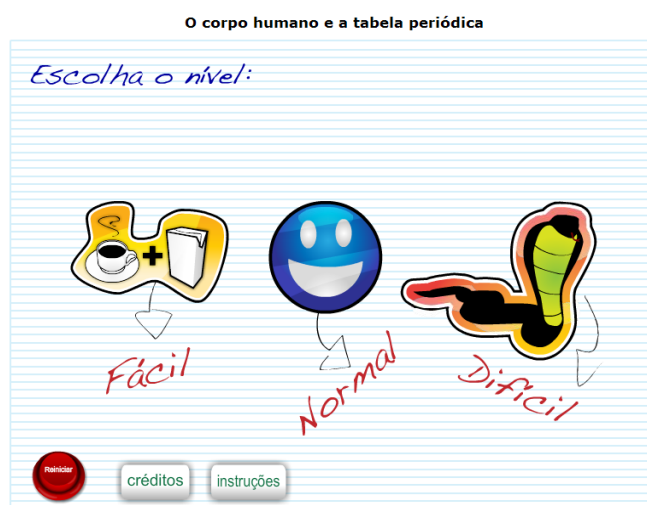 O corpo humano e a tabela periódica
Escolha o nível:
Fácil
Normal
Difícil
Reiniciar
créditos
instruções